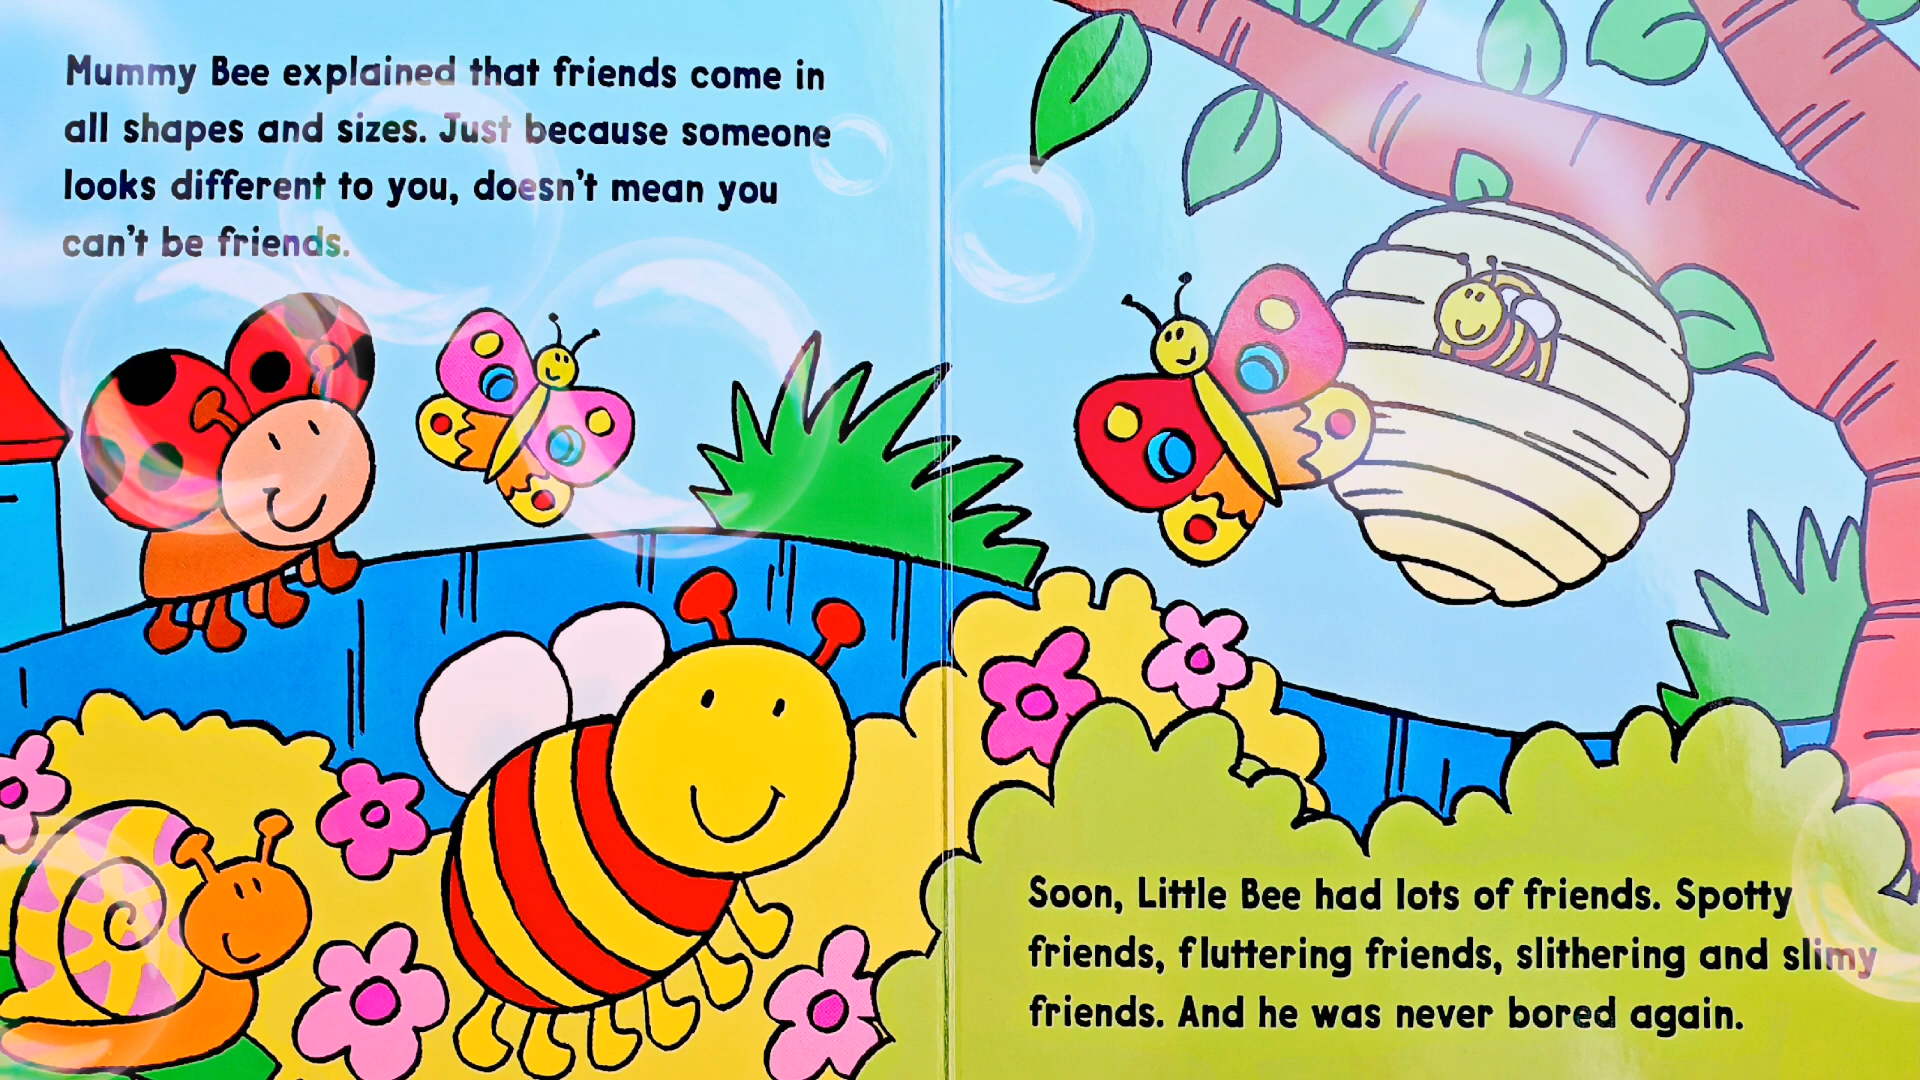 Mummy Bee explained that friends come in
all shapes and sizes. Just because someone
looks different to you, doesn't mean you
can't be friends.
Soon, Little Bee had lots of friends. Spotty
friends, fluttering friends, slithering and slimy
friends. And he was never bored again.